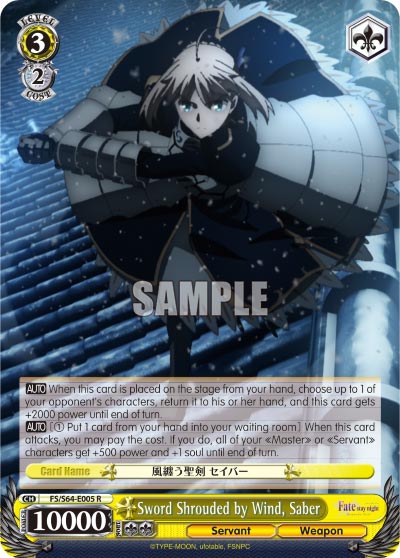 LEVEL
3
2
COST
SAMPLE
AUTO When this card is placed on the stage from your hand, choose up to 1 of
your opponent's characters, return it to his or her hand, and this card gets
+2000 power until end of turn.
AUTO [① Put 1 card from your hand into your waiting room] When this card
attacks, you may pay the cost. If you do, all of your «Master» or «Servant»
characters get +500 power and +1 soul until end of turn.
Card Name 風纏う聖剣 セイバー
CH FS/S64-E005 R
POWER 10000 SOUL
Sword Shrouded by Wind, Saber
Fate/stay night
Servant Weapon
©TYPE-MOON, ufotable, FSNPC